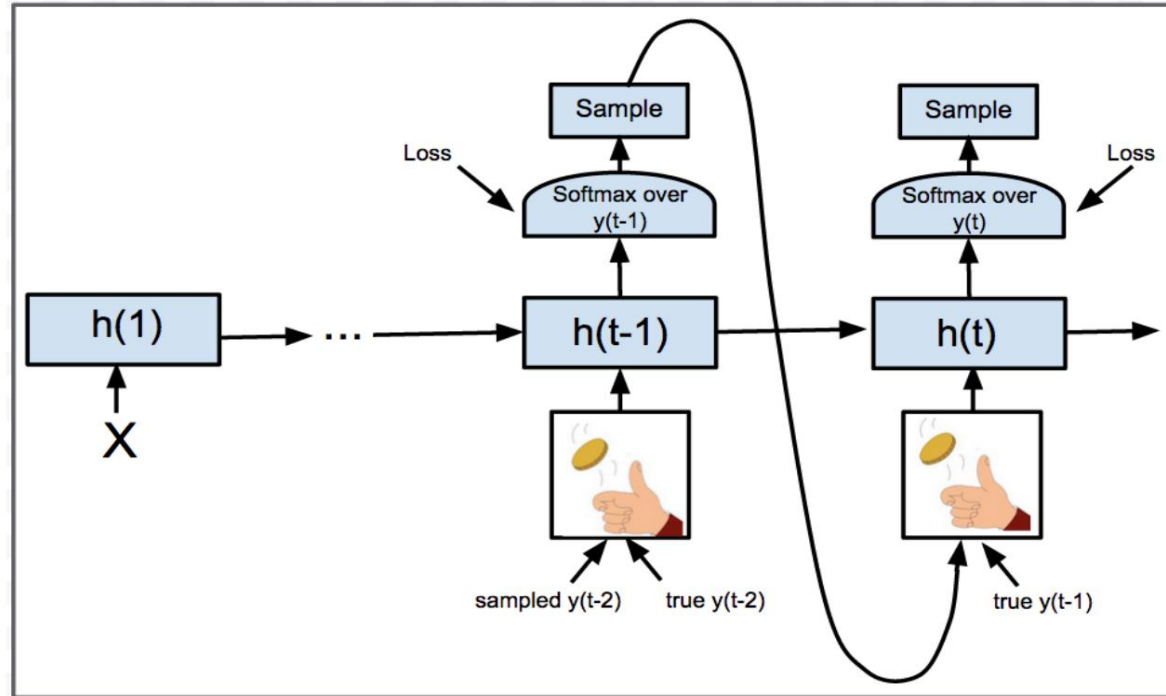 Sample
Sample
Loss
Loss
Softmax over
y(t-1)
Softmax over
y(t)
h(1)
...
h(t-1)
h(t)
X
sampled y(t-2)
true y(t-2)
true y(t-1)